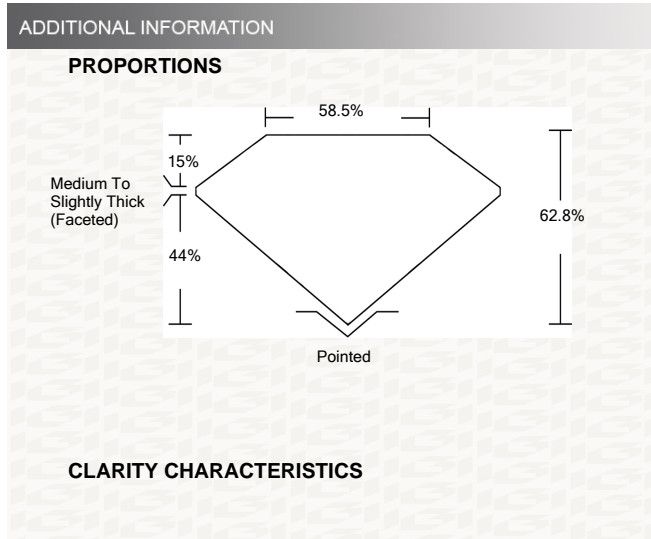 ADDITIONAL INFORMATION
PROPORTIONS
58.5%
15%
Medium To
Slightly Thick
(Faceted)
62.8%
44%
Pointed
CLARITY CHARACTERISTICS